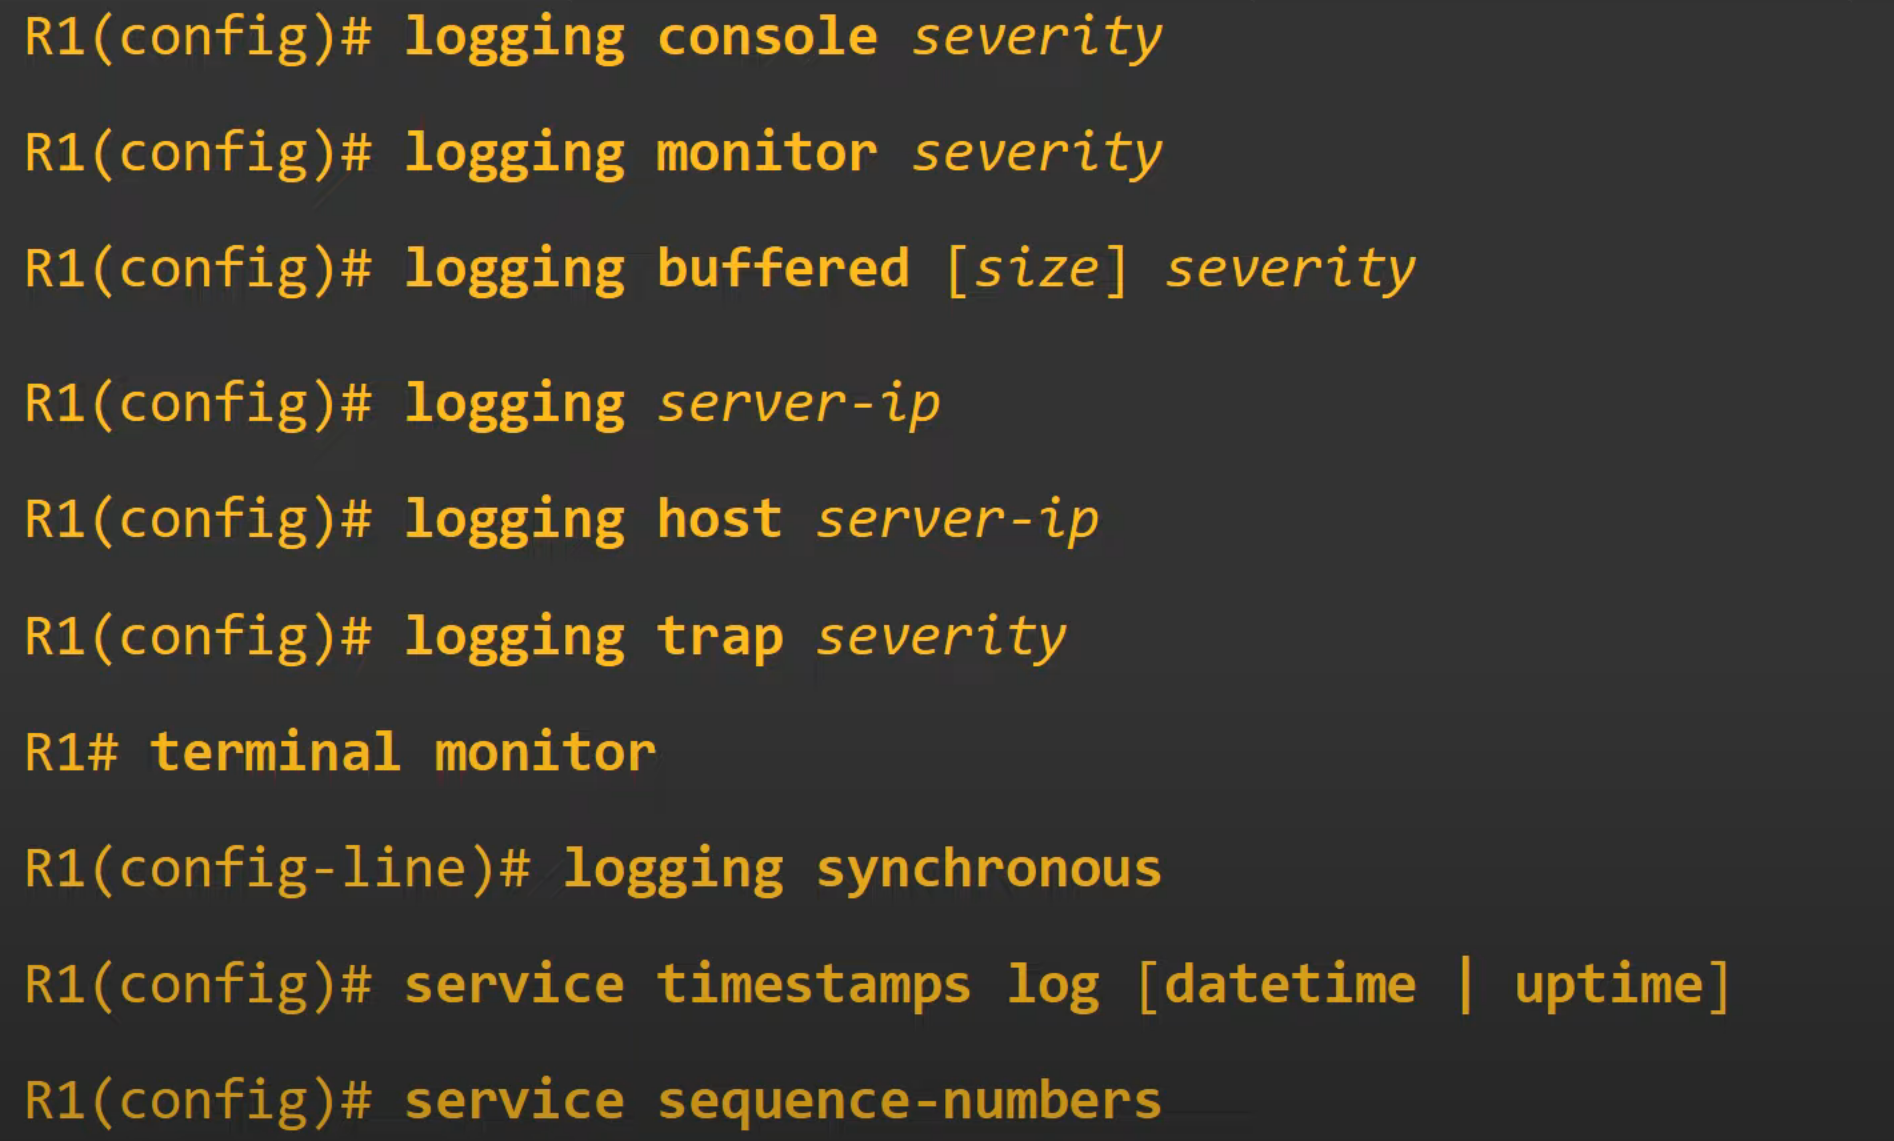 R1(config)# logging console severity
R1(config)# logging monitor severity
R1(config)# logging buffered [size] severity
R1(config)# logging server-ip
R1(config)# logging host server-ip
R1(config)# logging trap severity
R1# terminal monitor
R1(config-line)# logging synchronous
R1(config)# service timestamps log [datetime | uptime]
R1(config)# service sequence-numbers